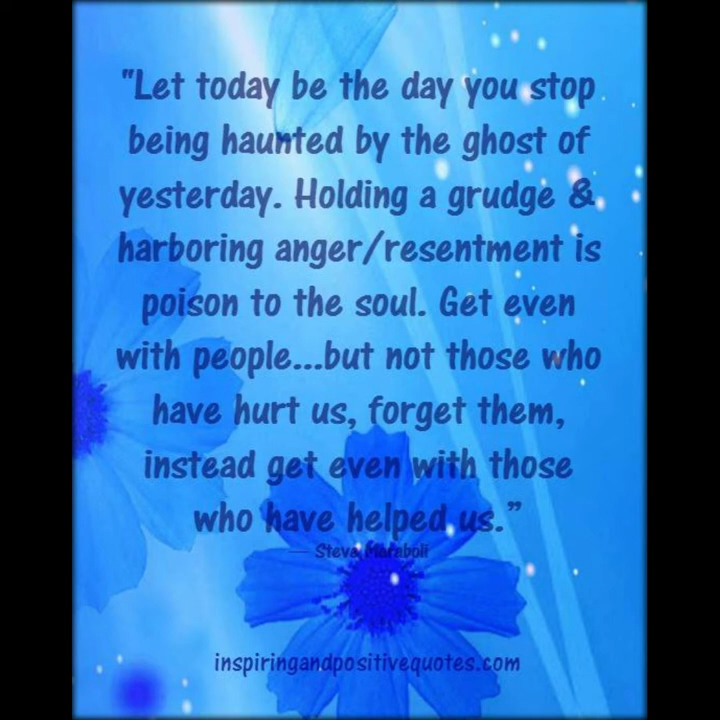 "Let today be the day you stop
being haunted by the ghost of
yesterday. Holding a grudge &
harboring anger/resentment is
poison to the soul. Get even
with people...but not those who
have hurt us, forget them,
instead get even with those
who have helped us.”
— Steve Maraboli
inspiringandpositivequotes.com